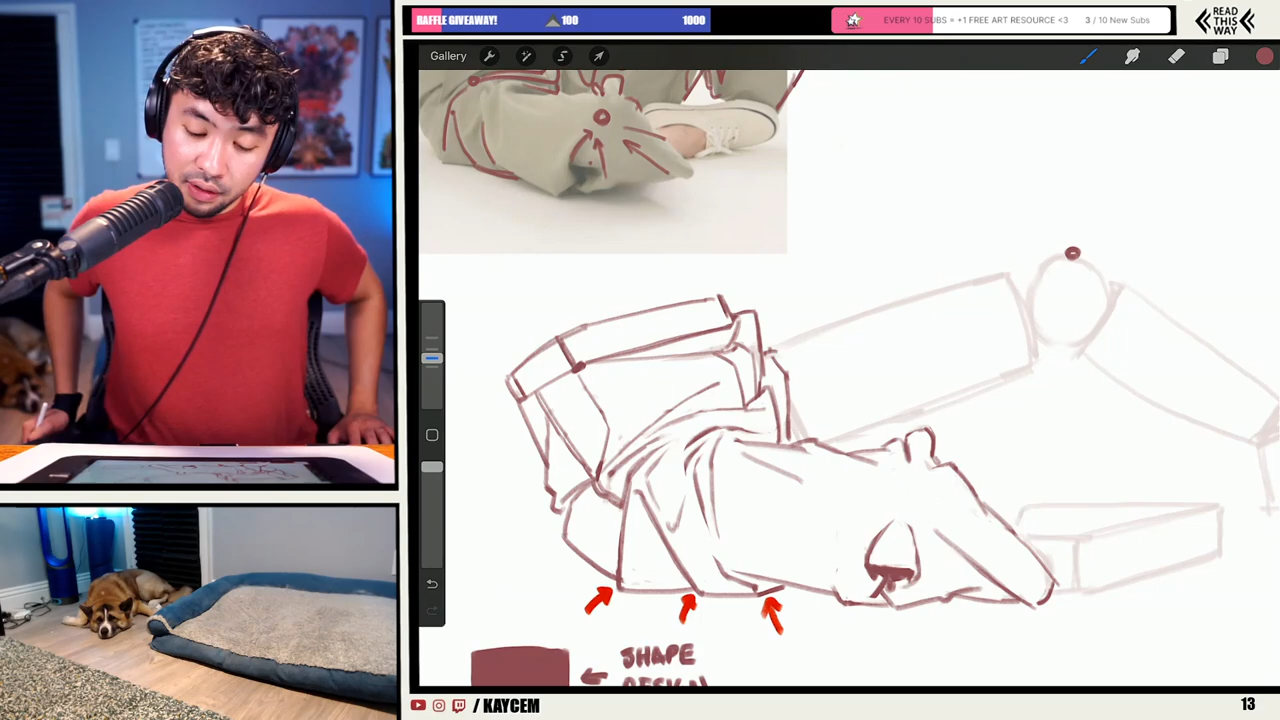 RAFFLE GIVEAWAY!
100
1000
EVERY 10 SUBS = +1 FREE ART RESOURCE <3
3 / 10 New Subs
READ
THIS
WAY
Gallery
SHAPE
DESIGN
/ KAYCEM
13